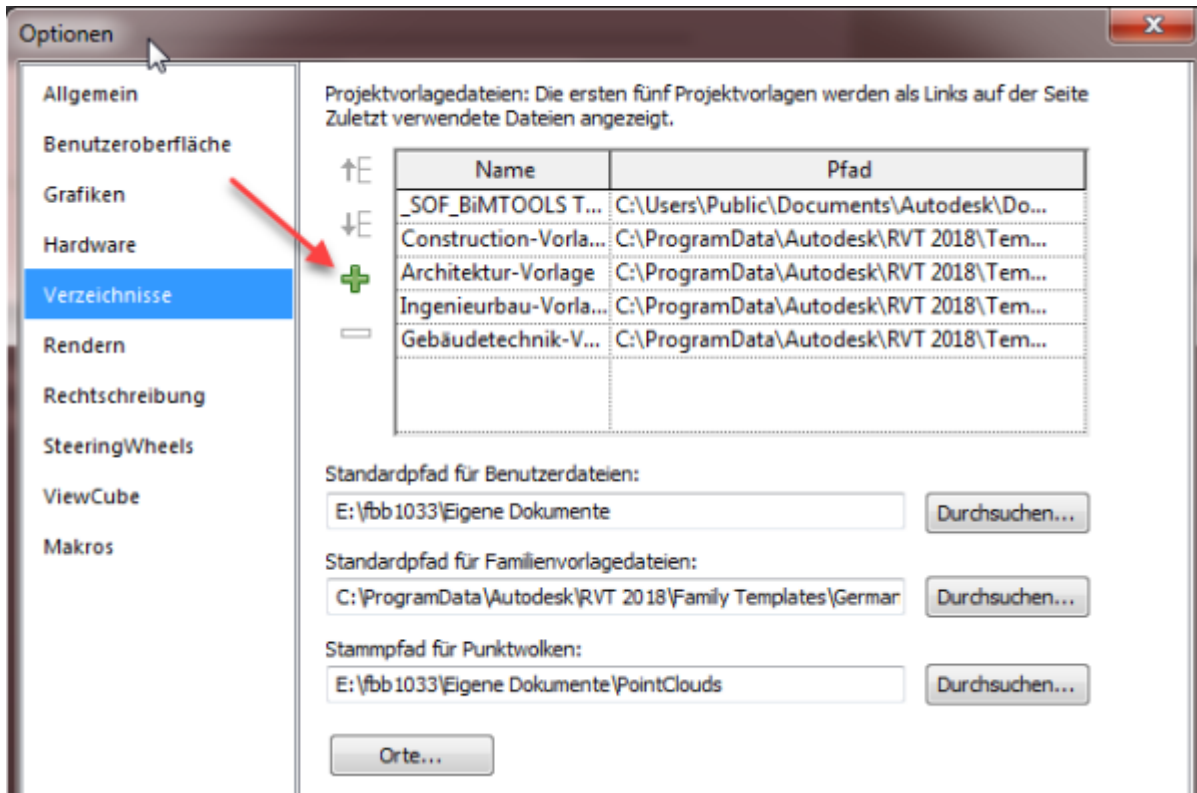 Optionen
Allgemein
Benutzeroberfläche
Grafiken
Hardware
Verzeichnisse
Rendern
Rechtschreibung
SteeringWheels
ViewCube
Makros
Projektvorlagedateien: Die ersten fünf Projektvorlagen werden als Links auf der Seite
Zuletzt verwendete Dateien angezeigt.
Name Pfad
_SOF_BiMTOOLS T... C:\Users\Public\Documents\Autodesk\Do...
Construction-Vorla... C:\ProgramData\Autodesk\RVT 2018\Tem...
Architektur-Vorlage C:\ProgramData\Autodesk\RVT 2018\Tem...
Ingenieurbau-Vorla... C:\ProgramData\Autodesk\RVT 2018\Tem...
Gebäudetechnik-V... C:\ProgramData\Autodesk\RVT 2018\Tem...
Standardpfad für Benutzerdateien:
E:\fbb1033\Eigene Dokumente Durchsuchen...
Standardpfad für Familienvorlagedateien:
C:\ProgramData\Autodesk\RVT 2018\Family Templates\German Durchsuchen...
Stammpfad für Punktwolken:
E:\fbb1033\Eigene Dokumente\PointClouds Durchsuchen...
Orte...